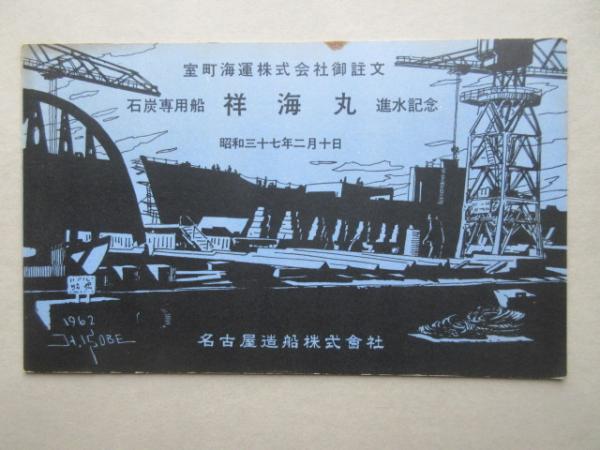 室町海運株式会社御註文
石炭専用船 祥海丸 進水記念
昭和三十七年二月十日
1962
H. ISOBE
名古屋造船株式會社